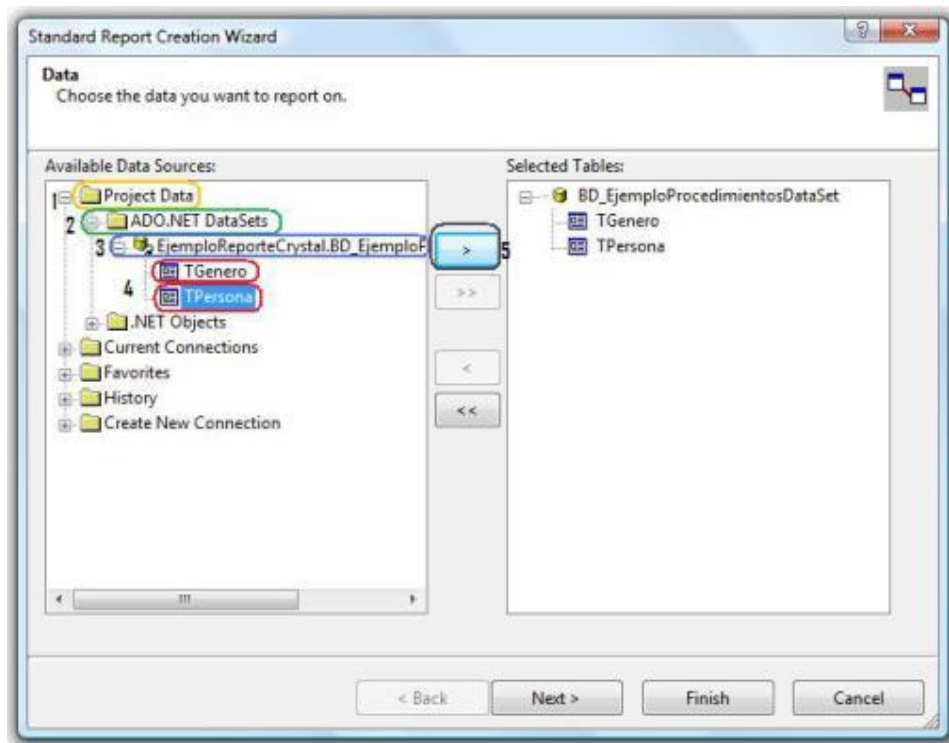 Standard Report Creation Wizard
Data
Choose the data you want to report on.
Available Data Sources:
1 Project Data
2 ADO.NET DataSets
3 EjemploReporteCrystal.BD_EjemploP
TGenero
4 TPersona
.NET Objects
Current Connections
Favorites
History
Create New Connection
> 5
>>
<
<<
Selected Tables:
BD_EjemploProcedimientosDataSet
TGenero
TPersona
< Back Next > Finish Cancel